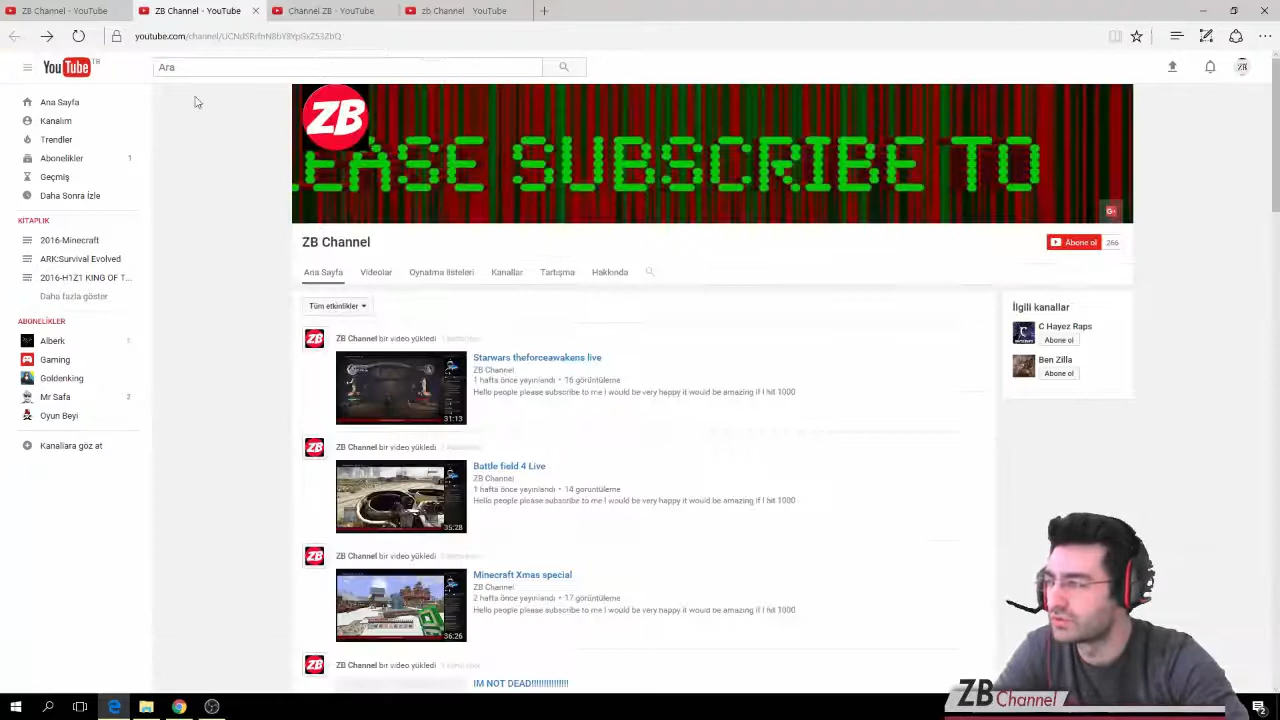 ZB Channel - YouTube
ZB Channel - YouTube
Channel ZB - YouTube
zb Channel - YouTube
youtube.com/channel/
YouTube TR
Ara
Ana Sayfa
Kanalım
Trendler
Abonelikler 1
Geçmiş
Daha Sonra İzle
KİTAPLIK
2016-Minecraft
ARK:Survival Evolved
2016-H1Z1 KING OF T...
Daha fazla göster
ABONELİKLER
Alberk
Gaming
Goldenking
Mr Safa 2
Oyun Beyi
Kanallara göz at
ZB
EASE SUBSCRIBE TO
G+
ZB Channel
Abone ol 266
Ana Sayfa Videolar Oynatma listeleri Kanallar Tartışma Hakkında
Tüm etkinlikler
ZB Channel bir video yükledi
Starwars theforceawakens live
ZB Channel
1 hafta önce yayınlandı • 16 görüntüleme
Hello people please subscribe to me I would be very happy it would be amazing if I hit 1000
31:13
ZB Channel bir video yükledi
Battle field 4 Live
ZB Channel
1 hafta önce yayınlandı • 14 görüntüleme
Hello people please subscribe to me I would be very happy it would be amazing if I hit 1000
35:28
ZB Channel bir video yükledi
Minecraft Xmas special
ZB Channel
2 hafta önce yayınlandı • 17 görüntüleme
Hello people please subscribe to me I would be very happy it would be amazing if I hit 1000
36:26
ZB Channel bir video yükledi
IM NOT DEAD!!!!!!!!!!!!!!!
İlgili kanallar
C Hayez Raps
Abone ol
Ben Zilla
Abone ol
ZB Channel